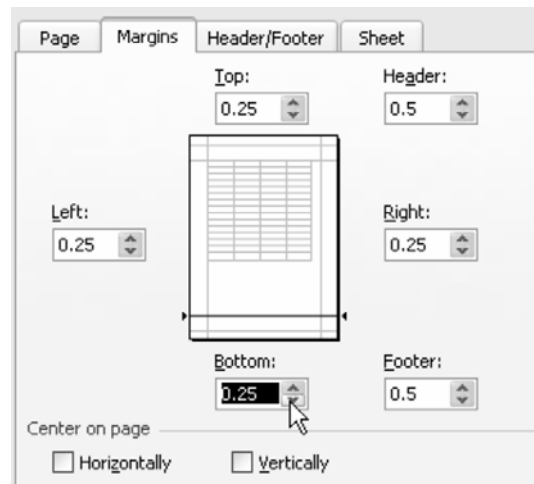 Page Margins Header/Footer Sheet
Top: Header:
0.25 0.5
Left: Right:
0.25 0.25
Bottom: Footer:
0.25 0.5
Center on page
Horizontally Vertically